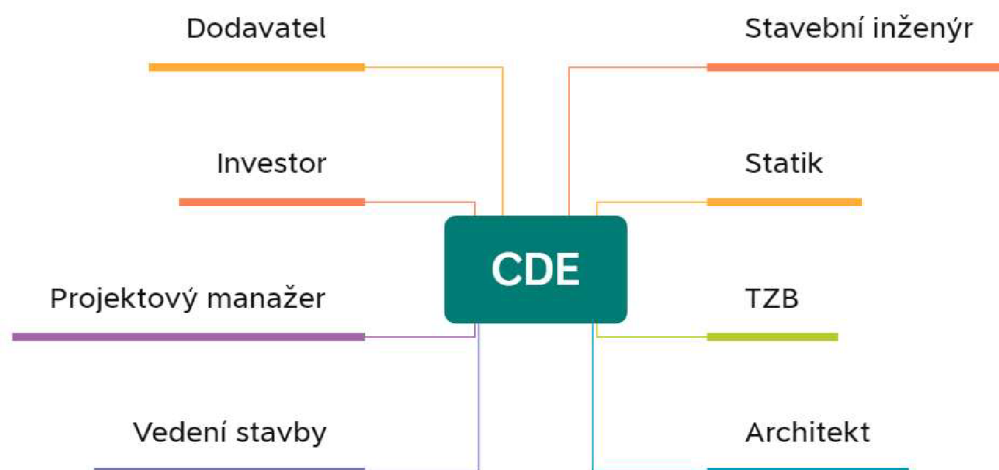 Dodavatel
Stavební inženýr
Investor
Statik
CDE
Projektový manažer
TZB
Vedení stavby
Architekt